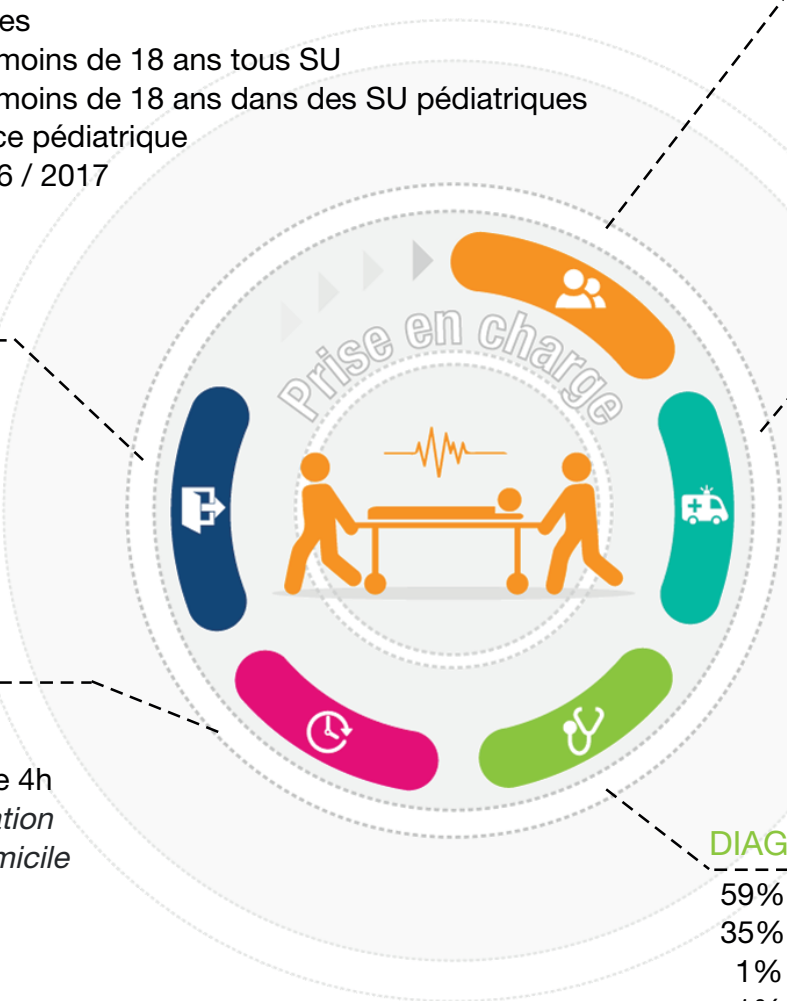 es
moins de 18 ans tous SU
moins de 18 ans dans des SU pédiatriques
ce pédiatrique
6 / 2017
Prise en charge
e 4h
ation
micile
DIAG
59%
35%
1%